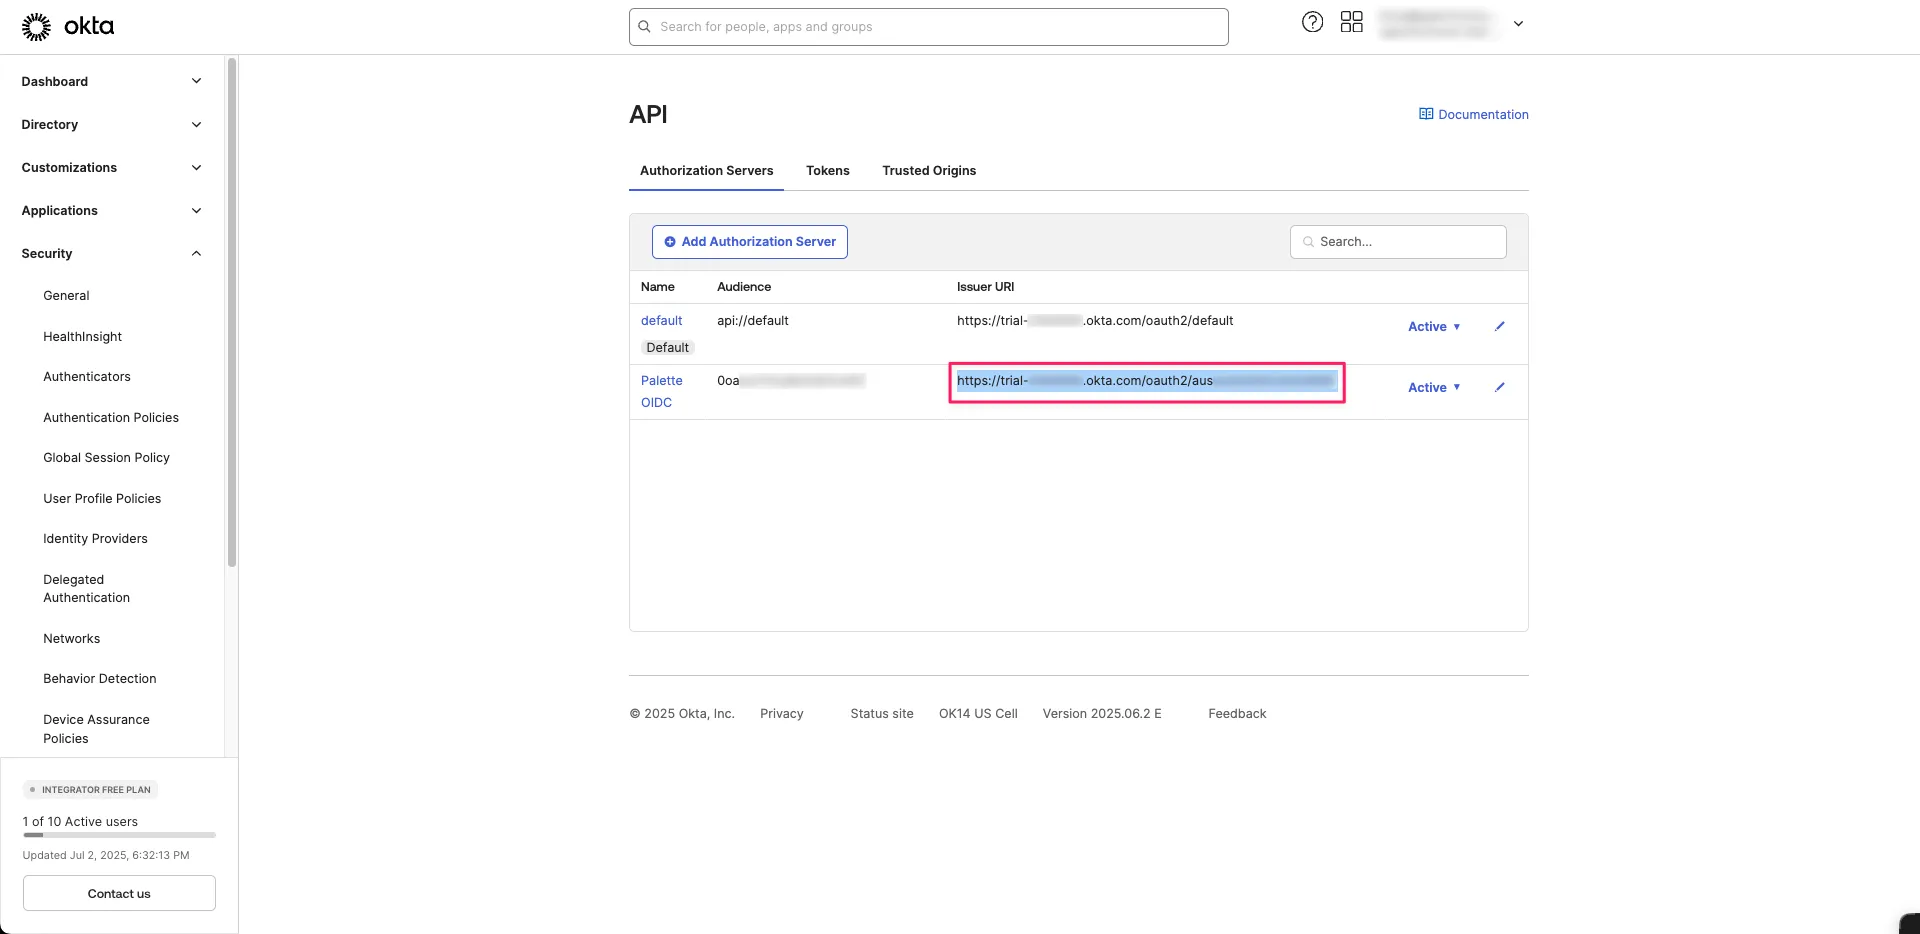 okta
Search for people, apps and groups
Dashboard
Directory
Customizations
Applications
Security
General
HealthInsight
Authenticators
Authentication Policies
Global Session Policy
User Profile Policies
Identity Providers
Delegated
Authentication
Networks
Behavior Detection
Device Assurance
Policies
INTEGRATOR FREE PLAN
1 of 10 Active users
Updated Jul 2, 2025, 6:32:13 PM
Contact us
API
Documentation
Authorization Servers Tokens Trusted Origins
Add Authorization Server
Search...
Name Audience Issuer URI
default api://default https://trial- .okta.com/oauth2/default Active
Default
Palette 0oa https://trial- .okta.com/oauth2/aus Active
OIDC
© 2025 Okta, Inc. Privacy Status site OK14 US Cell Version 2025.06.2 E Feedback